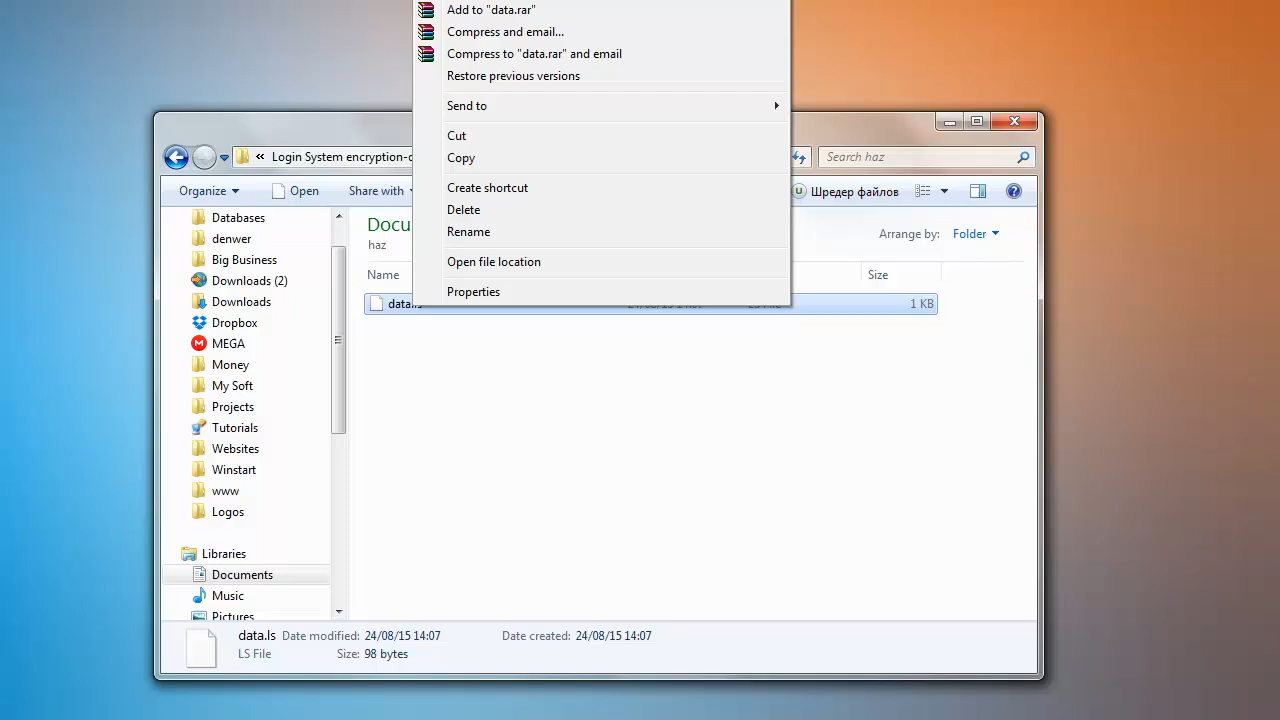 Add to "data.rar"
Compress and email...
Compress to "data.rar" and email
Restore previous versions
Send to
Cut
Copy
Create shortcut
Delete
Rename
Open file location
Properties
« Login System encryption-d
Search haz
Organize
Open
Share with
Шредер файлов
Databases
denwer
Big Business
Downloads (2)
Downloads
Dropbox
MEGA
Money
My Soft
Projects
Tutorials
Websites
Winstart
www
Logos
Libraries
Documents
Music
Pictures
Docu
haz
Arrange by: Folder
Name
Size
data.ls
1 KB
data.ls Date modified: 24/08/15 14:07 Date created: 24/08/15 14:07
LS File Size: 98 bytes